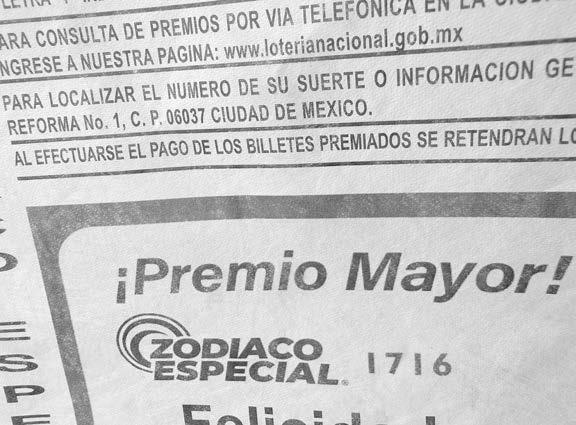 ARA CONSULTA DE PREMIOS POR VIA TELEFONICA EN LA
NGRESE A NUESTRA PAGINA: www.loterianacional.gob.mx
PARA LOCALIZAR EL NUMERO DE SU SUERTE O INFORMACION GE
REFORMA No. 1, C. P. 06037 CIUDAD DE MEXICO.
AL EFECTUARSE EL PAGO DE LOS BILLETES PREMIADOS SE RETENDRAN LO
¡Premio Mayor!
ZODIACO
ESPECIAL® 1716
O
E
S
P
E